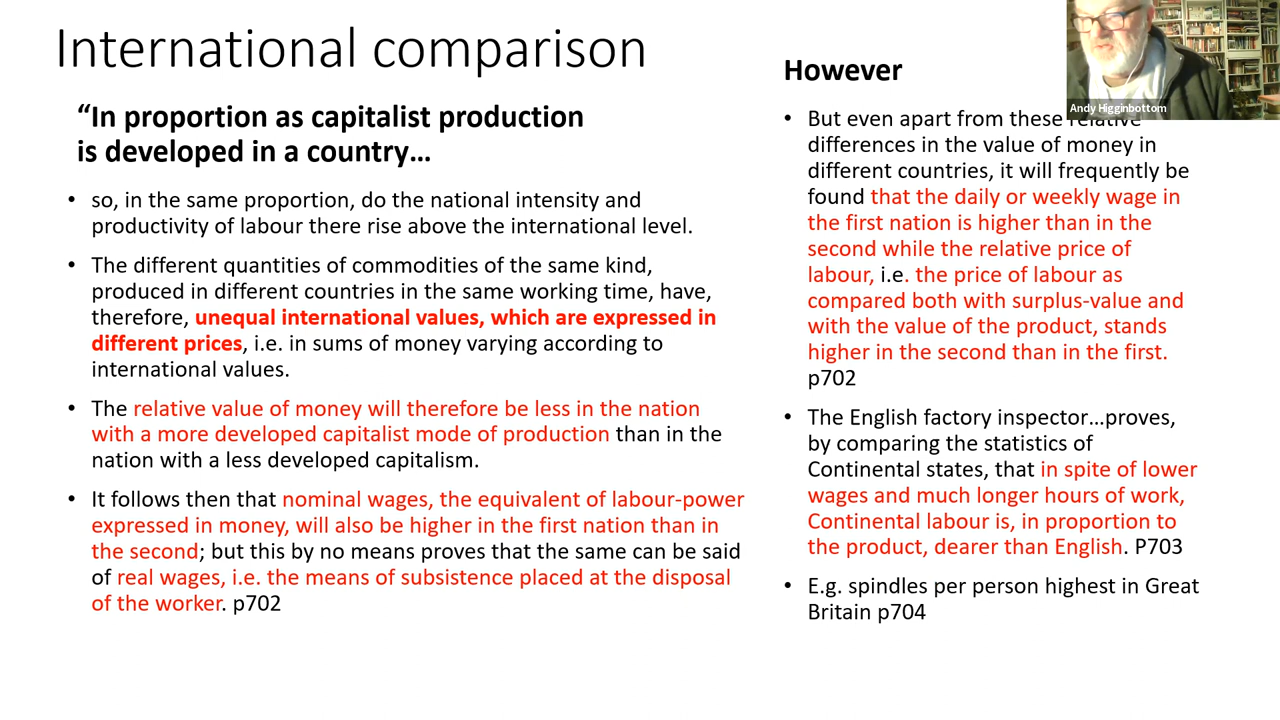 International comparison
“In proportion as capitalist production
is developed in a country…
• so, in the same proportion, do the national intensity and
productivity of labour there rise above the international level.
• The different quantities of commodities of the same kind,
produced in different countries in the same working time, have,
therefore, unequal international values, which are expressed in
different prices, i.e. in sums of money varying according to
international values.
• The relative value of money will therefore be less in the nation
with a more developed capitalist mode of production than in the
nation with a less developed capitalism.
• It follows then that nominal wages, the equivalent of labour-power
expressed in money, will also be higher in the first nation than in
the second; but this by no means proves that the same can be said
of real wages, i.e. the means of subsistence placed at the disposal
of the worker. p702
However
• But even apart from these relative
differences in the value of money in
different countries, it will frequently be
found that the daily or weekly wage in
the first nation is higher than in the
second while the relative price of
labour, i.e. the price of labour as
compared both with surplus-value and
with the value of the product, stands
higher in the second than in the first.
p702
• The English factory inspector…proves,
by comparing the statistics of
Continental states, that in spite of lower
wages and much longer hours of work,
Continental labour is, in proportion to
the product, dearer than English. P703
• E.g. spindles per person highest in Great
Britain p704
Andy Higginbottom